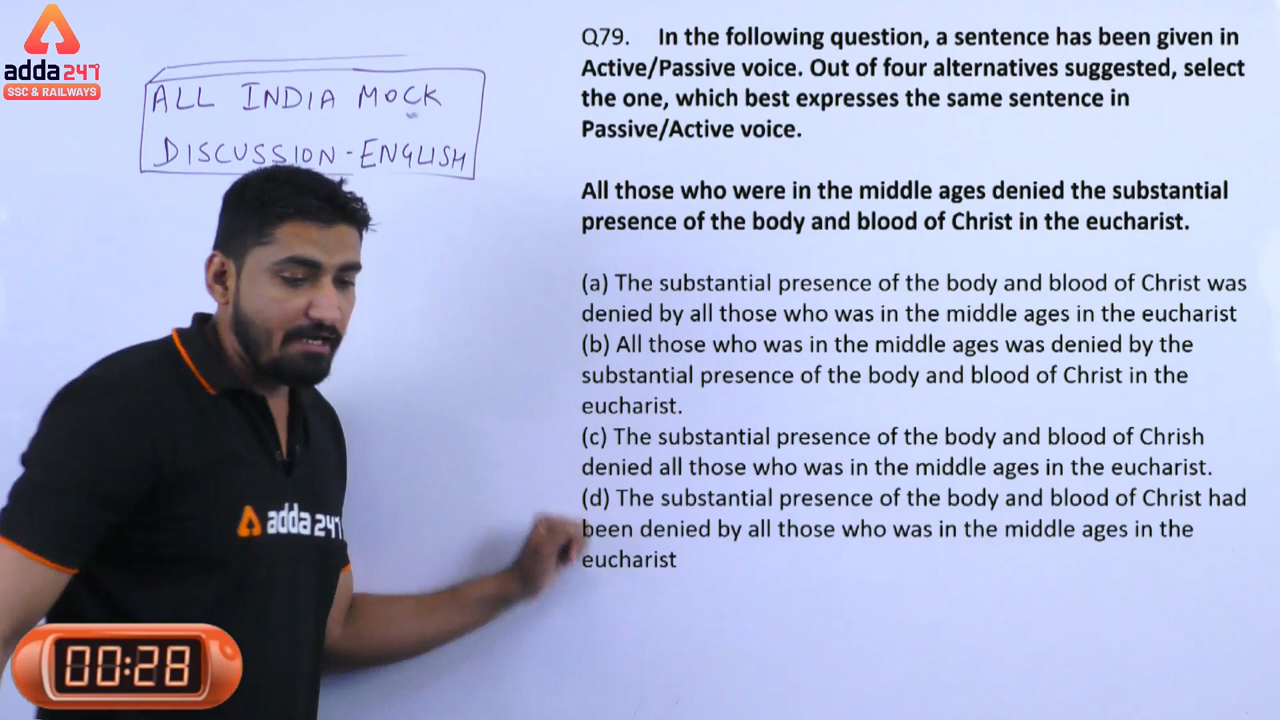 adda 247
SSC & RAILWAYS
ALL INDIA MOCK
DISCUSSION-ENGLISH
Q79. In the following question, a sentence has been given in
Active/Passive voice. Out of four alternatives suggested, select
the one, which best expresses the same sentence in
Passive/Active voice.
All those who were in the middle ages denied the substantial
presence of the body and blood of Christ in the eucharist.
(a) The substantial presence of the body and blood of Christ was
denied by all those who was in the middle ages in the eucharist
(b) All those who was in the middle ages was denied by the
substantial presence of the body and blood of Christ in the
eucharist.
(c) The substantial presence of the body and blood of Chrish
denied all those who was in the middle ages in the eucharist.
(d) The substantial presence of the body and blood of Christ had
been denied by all those who was in the middle ages in the
eucharist
adda 247
00:28